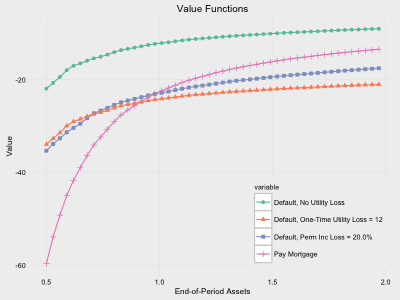 Value Functions
Value
-20
-40
-60
variable
Default, No Utility Loss
Default, One-Time Utility Loss = 12
Default, Perm Inc Loss = 20.0%
Pay Mortgage
0.5 1.0 1.5 2.0
End-of-Period Assets